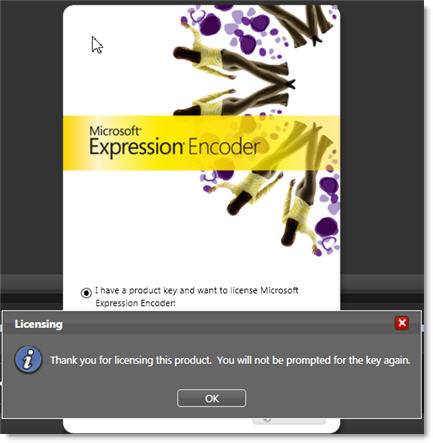 Microsoft®
Expression® Encoder
I have a product key and want to license Microsoft
Expression Encoder:
Licensing
Thank you for licensing this product.  You will not be prompted for the key again.
OK